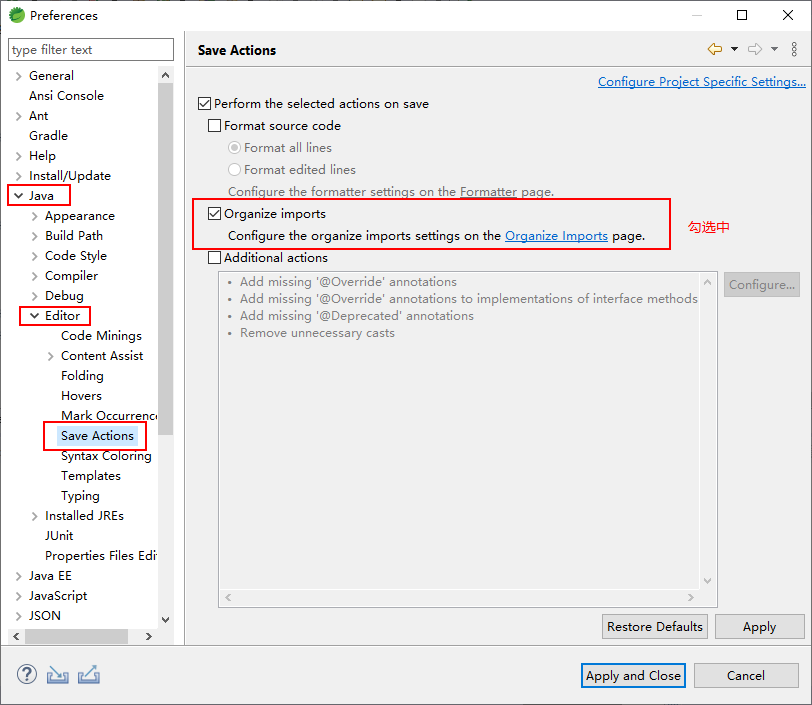 Preferences
type filter text
General
Ansi Console
Ant
Gradle
Help
Install/Update
Java
Appearance
Build Path
Code Style
Compiler
Debug
Editor
Code Minings
Content Assist
Folding
Hovers
Mark Occurrenc
Save Actions
Syntax Coloring
Templates
Typing
Installed JREs
JUnit
Properties Files Edi
Java EE
JavaScript
JSON
Save Actions
Configure Project Specific Settings...
Perform the selected actions on save
Format source code
Format all lines
Format edited lines
Configure the formatter settings on the Formatter page.
Organize imports
Configure the organize imports settings on the Organize Imports page.
勾选中
Additional actions
• Add missing '@Override' annotations
• Add missing '@Override' annotations to implementations of interface methods
• Add missing '@Deprecated' annotations
• Remove unnecessary casts
Configure...
Restore Defaults
Apply
?
Apply and Close
Cancel